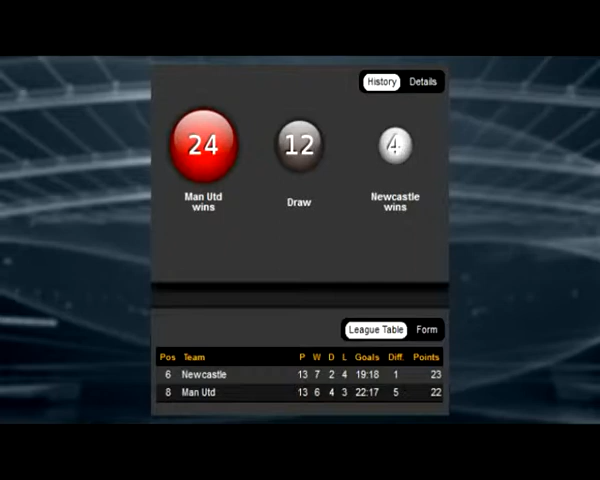 History Details
24 12 4
Man Utd wins Draw Newcastle wins
League Table Form
Pos Team P W D L Goals Diff. Points
6 Newcastle 13 7 2 4 19:18 1 23
8 Man Utd 13 6 4 3 22:17 5 22